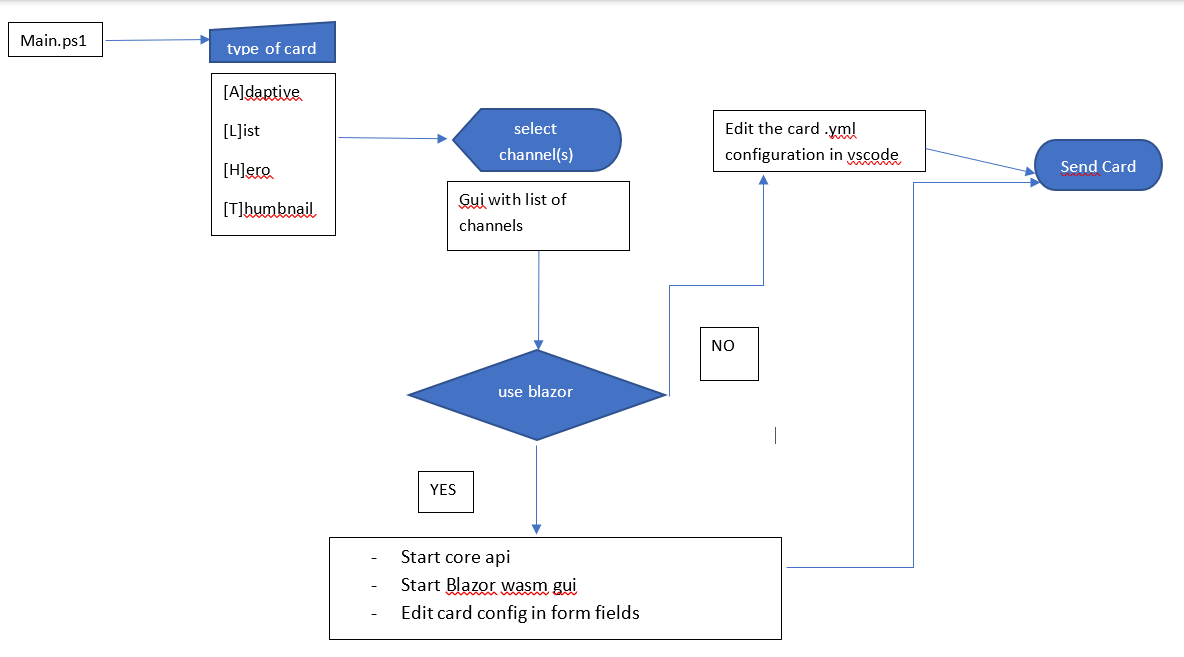 Main.ps1
type of card
[A]daptive
[L]ist
[H]ero
[T]humbnail
select
channel(s)
Gui with list of
channels
Edit the card .yml
configuration in vscode
Send Card
use blazor
NO
YES
- Start core api
- Start Blazor wasm gui
- Edit card config in form fields